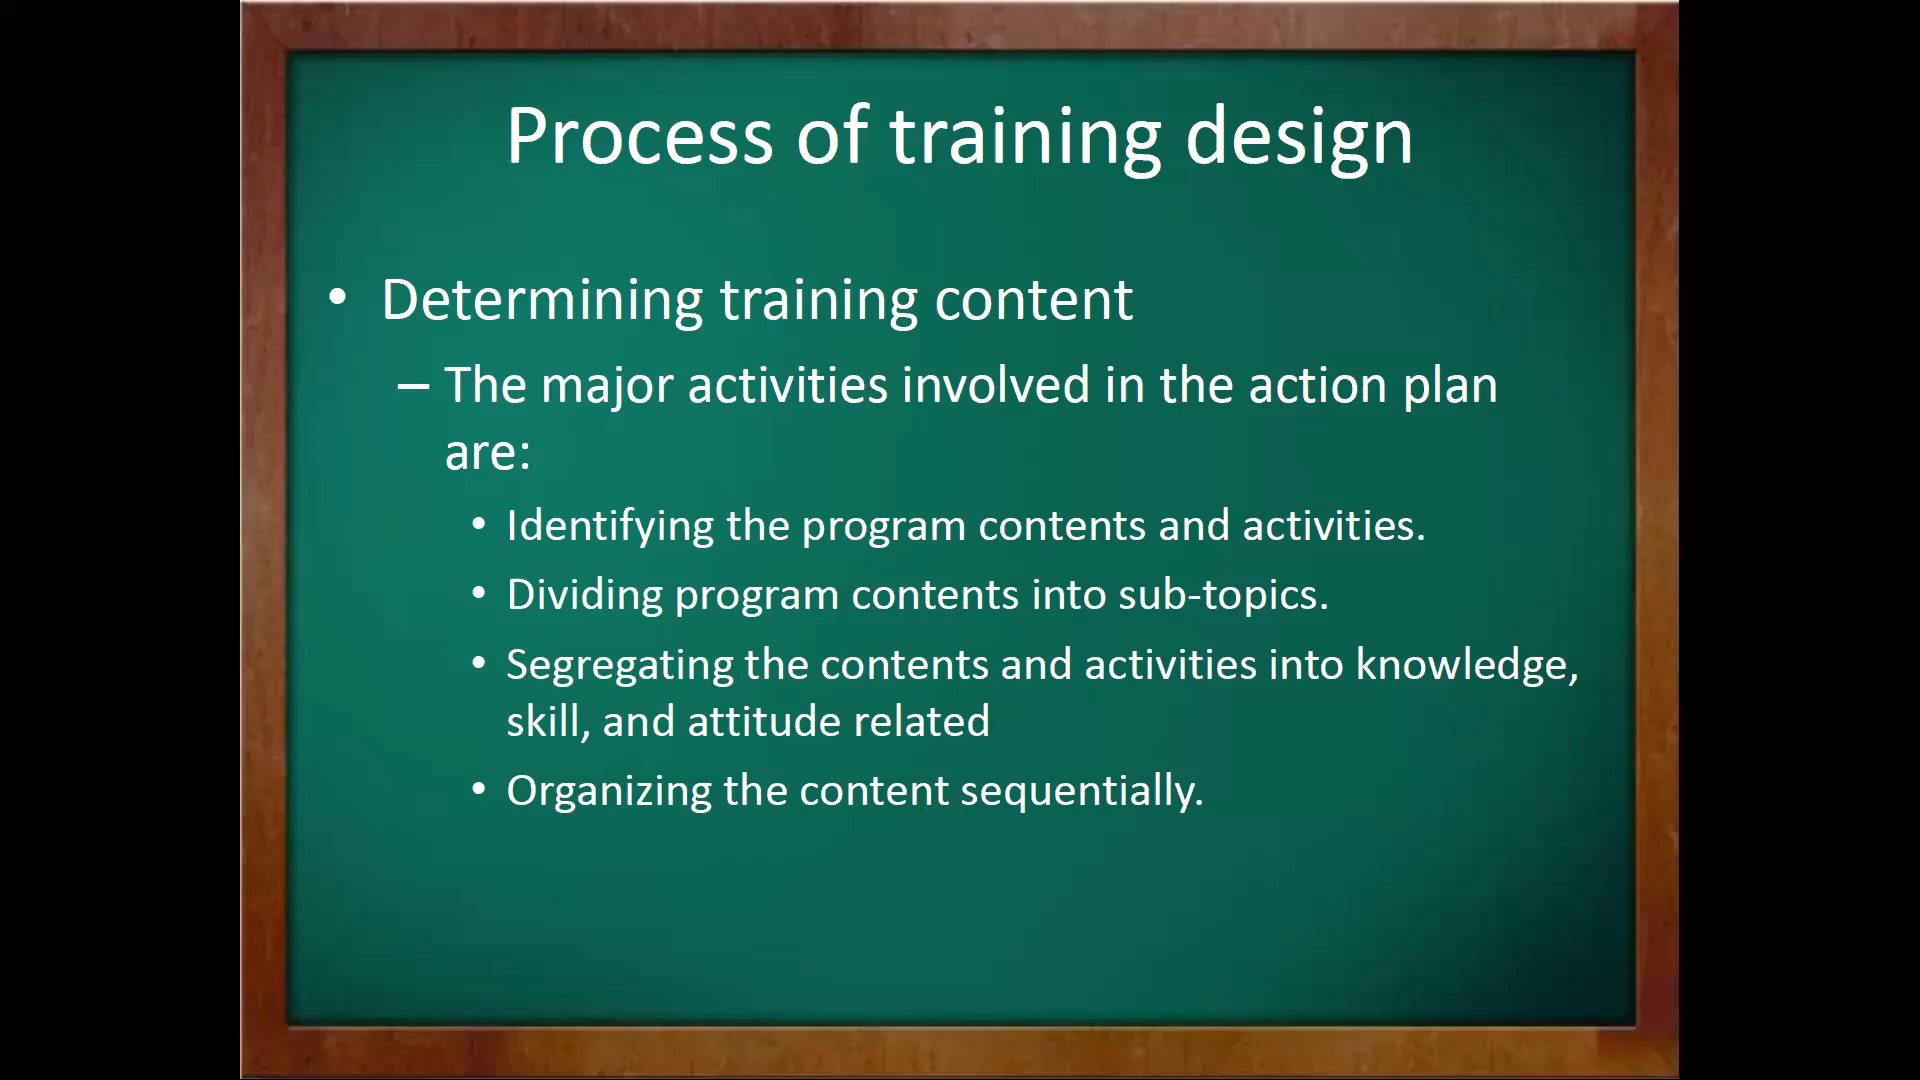 Process of training design
• Determining training content
– The major activities involved in the action plan
are:
• Identifying the program contents and activities.
• Dividing program contents into sub-topics.
• Segregating the contents and activities into knowledge,
skill, and attitude related
• Organizing the content sequentially.